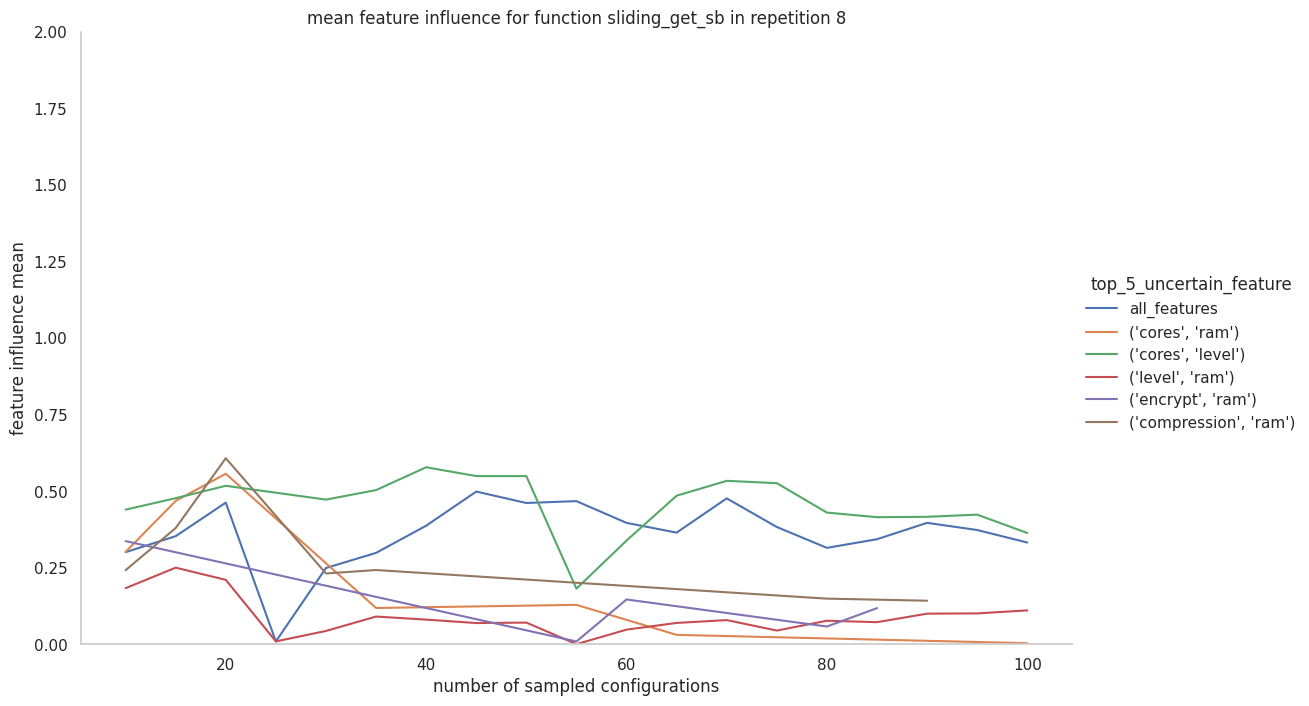 mean feature influence for function sliding_get_sb in repetition 8
2.00
1.75
1.50
1.25
1.00
0.75
0.50
0.25
0.00
feature influence mean
20
40
60
80
100
number of sampled configurations
top_5_uncertain_feature
all_features
('cores', 'ram')
('cores', 'level')
('level', 'ram')
('encrypt', 'ram')
('compression', 'ram')